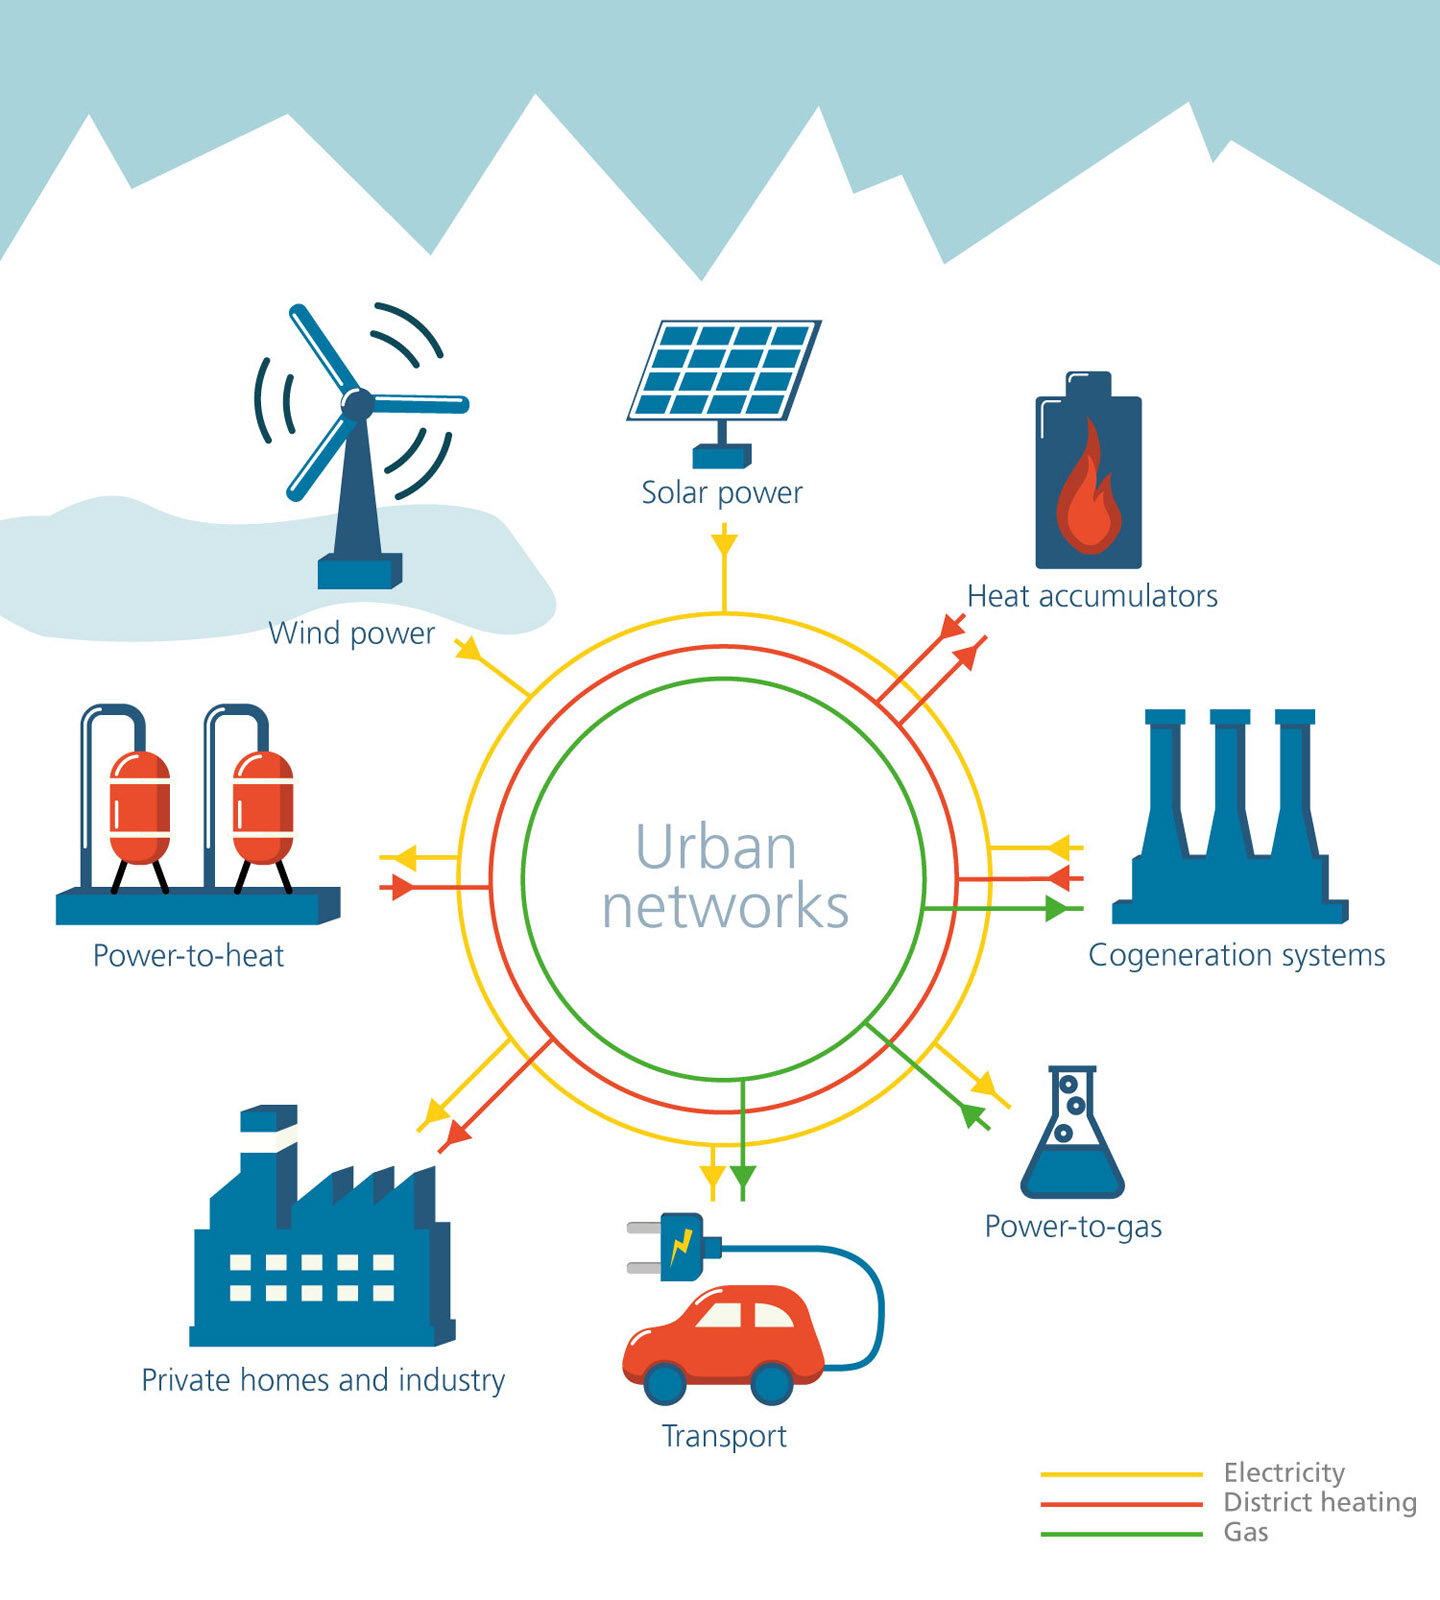 Solar power
Heat accumulators
Wind power
Urban
networks
Power-to-heat
Cogeneration systems
Power-to-gas
Private homes and industry
Transport
Electricity
District heating
Gas